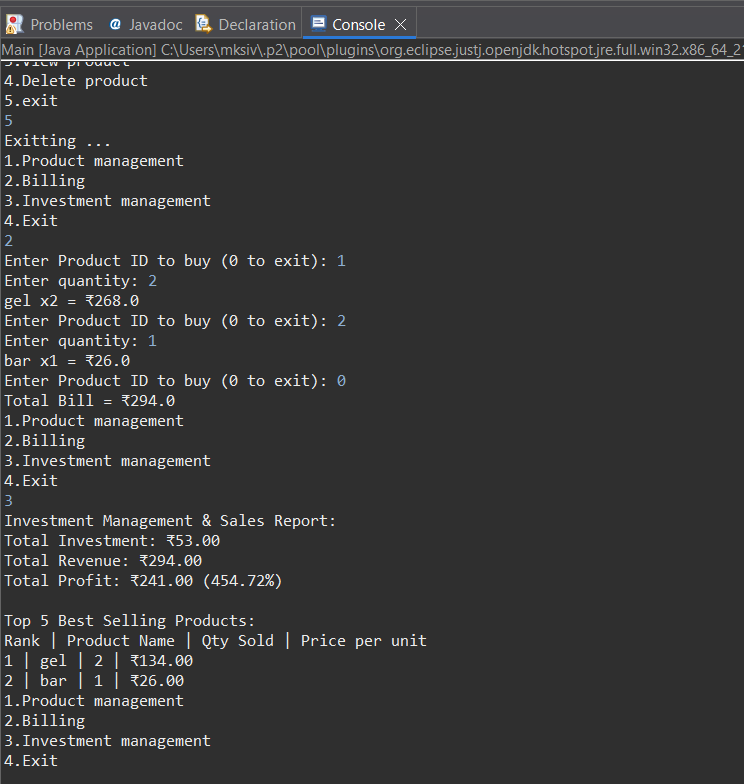 Problems @ Javadoc Declaration Console
Main [Java Application] C:\Users\mksiv\.p2\pool\plugins\org.eclipse.justj.openjdk.hotspot.jre.full.win32.x86_64_21
3.View product
4.Delete product
5.exit
5
Exitting ...
1.Product management
2.Billing
3.Investment management
4.Exit
2
Enter Product ID to buy (0 to exit): 1
Enter quantity: 2
gel x2 = ₹268.0
Enter Product ID to buy (0 to exit): 2
Enter quantity: 1
bar x1 = ₹26.0
Enter Product ID to buy (0 to exit): 0
Total Bill = ₹294.0
1.Product management
2.Billing
3.Investment management
4.Exit
3
Investment Management & Sales Report:
Total Investment: ₹53.00
Total Revenue: ₹294.00
Total Profit: ₹241.00 (454.72%)
Top 5 Best Selling Products:
Rank | Product Name | Qty Sold | Price per unit
1 | gel | 2 | ₹134.00
2 | bar | 1 | ₹26.00
1.Product management
2.Billing
3.Investment management
4.Exit